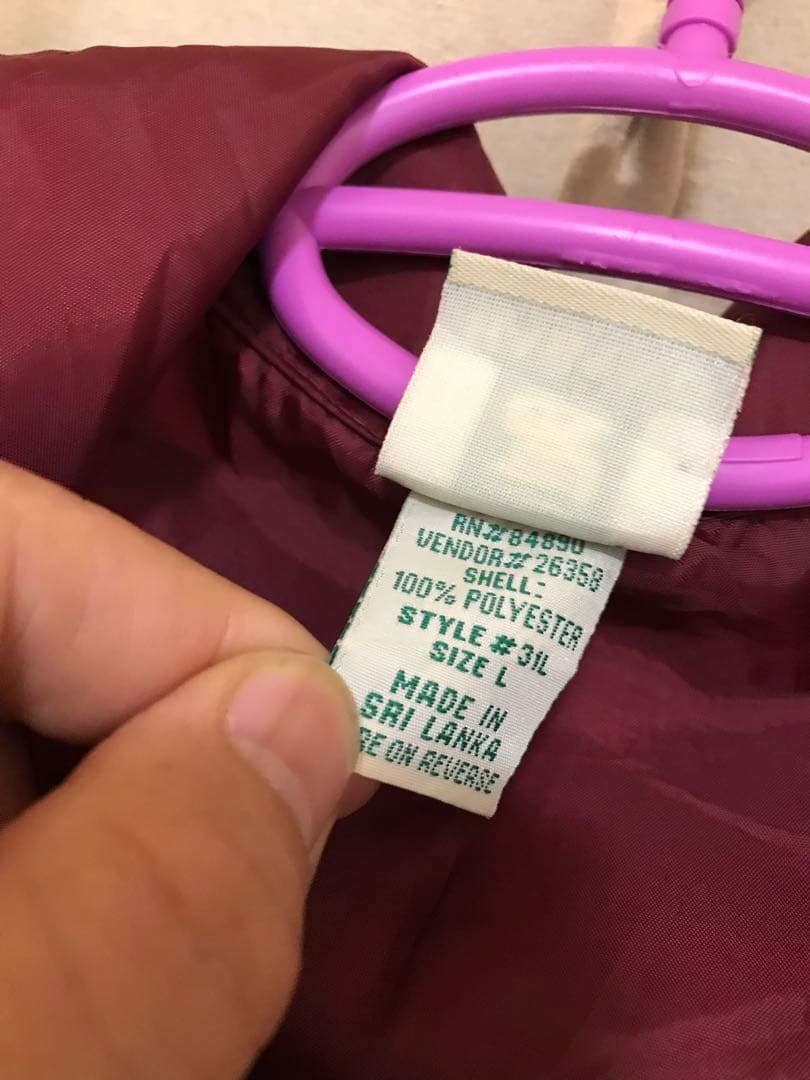 RN#84890
VENDOR#26358
SHELL:
100% POLYESTER
STYLE #31L
SIZE L
MADE IN
SRI LANKA
ON REVERSE